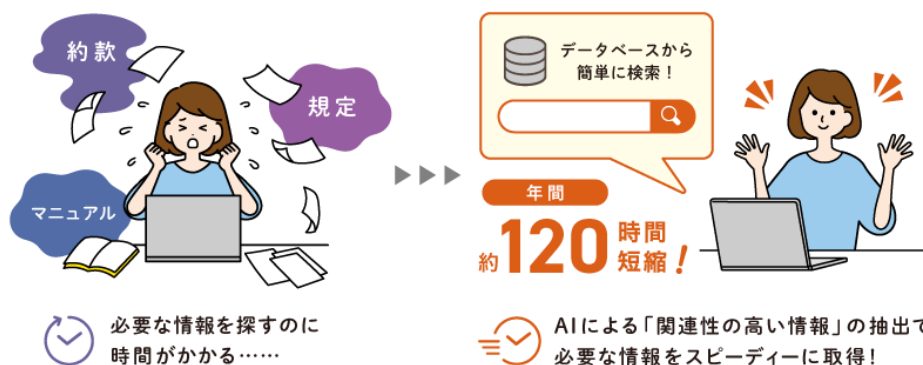 約款
規定
マニュアル
必要な情報を探すのに
時間がかかる……
データベースから
簡単に検索！
年間
約120時間
短縮！
AIによる「関連性の高い情報」の抽出で
必要な情報をスピーディーに取得！